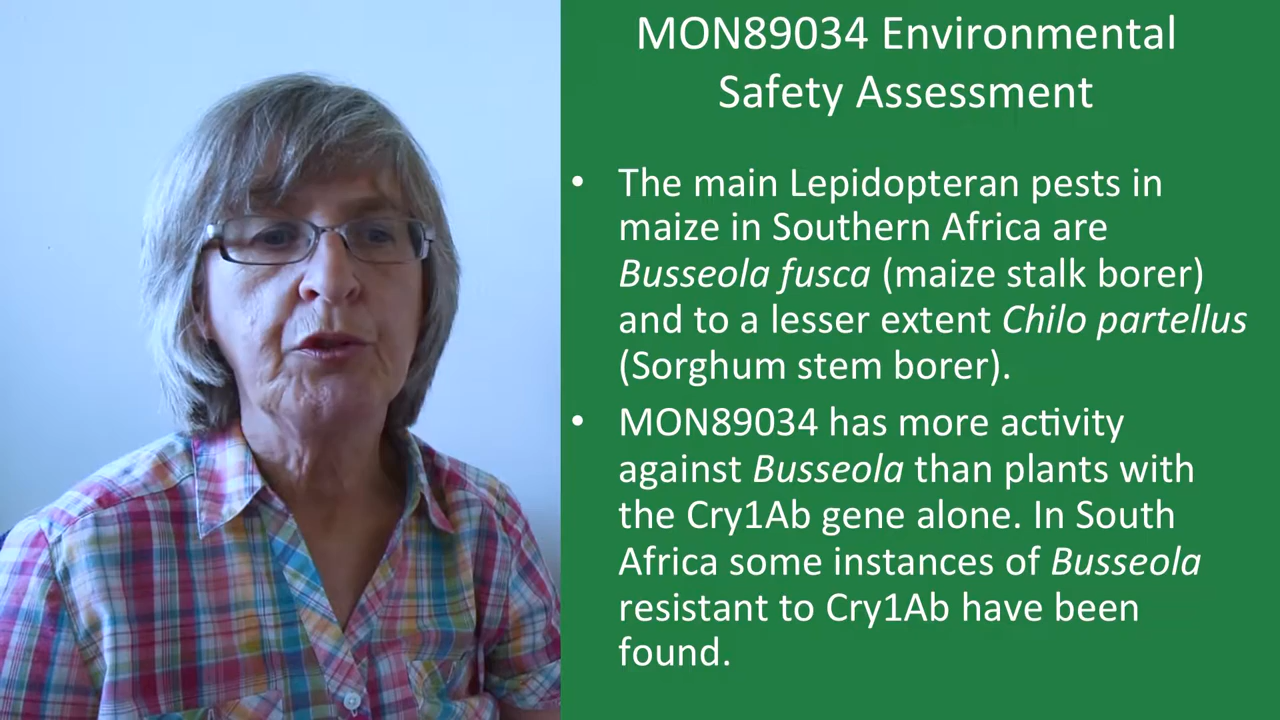 MON89034 Environmental
Safety Assessment
• The main Lepidopteran pests in
maize in Southern Africa are
Busseola fusca (maize stalk borer)
and to a lesser extent Chilo partellus
(Sorghum stem borer).
• MON89034 has more activity
against Busseola than plants with
the Cry1Ab gene alone. In South
Africa some instances of Busseola
resistant to Cry1Ab have been
found.